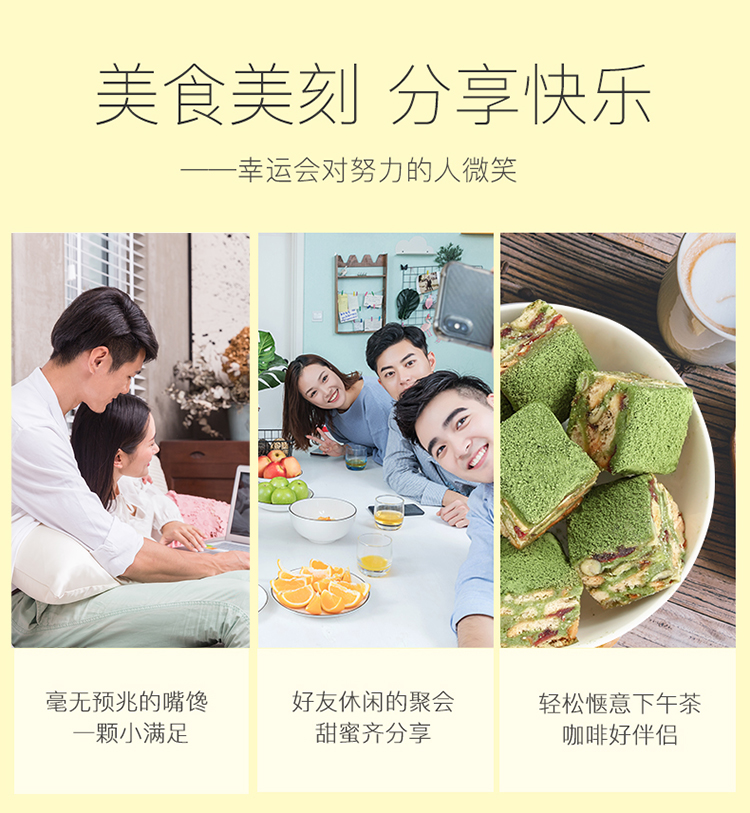 美食美刻 分享快乐
——幸运会对努力的人微笑
毫无预兆的嘴馋
一颗小满足
好友休闲的聚会
甜蜜齐分享
轻松惬意下午茶
咖啡好伴侣